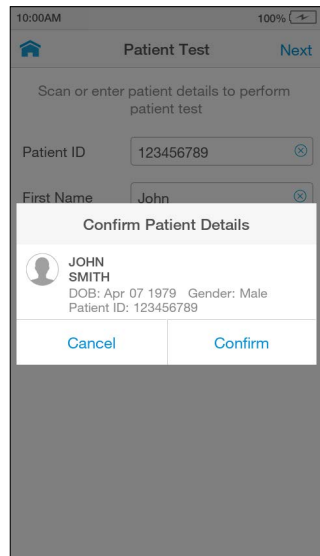 10:00AM 100%
Patient Test Next
Scan or enter patient details to perform
patient test
Patient ID 123456789
First Name John
Confirm Patient Details
JOHN
SMITH
DOB: Apr 07 1979 Gender: Male
Patient ID: 123456789
Cancel Confirm